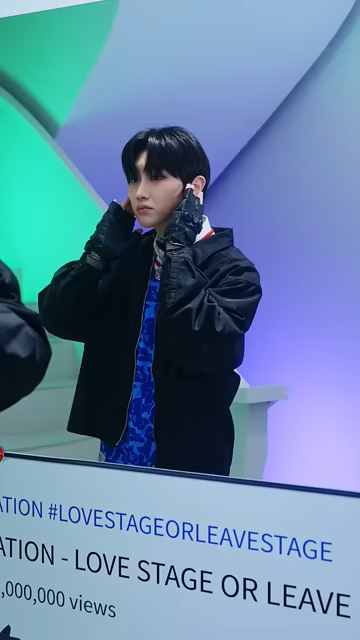 ATION #LOVESTAGEORLEAVESTAGE
ATION - LOVE STAGE OR LEAVE
,000,000 views